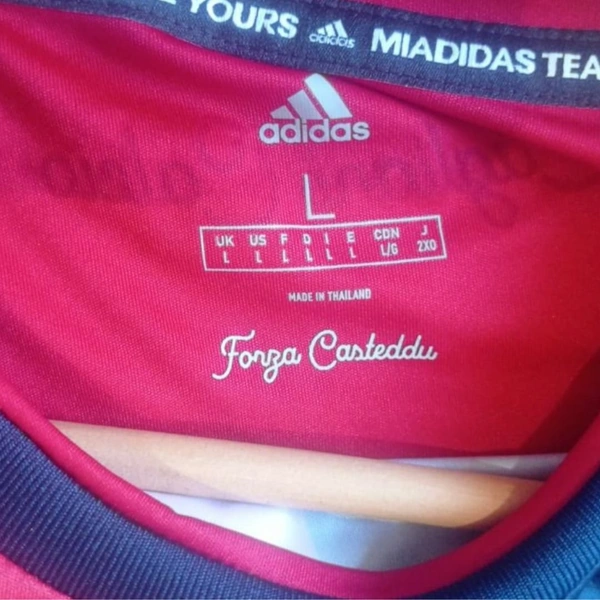 YOURS adidas MIADIDAS TEA
adidas
L
UK US F D I E CDN J
L L L L L L L/G 2XO
MADE IN THAILAND
Forza Casteddu